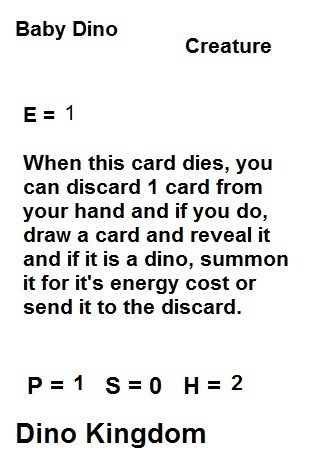 Baby Dino
Creature
E = 1
When this card dies, you
can discard 1 card from
your hand and if you do,
draw a card and reveal it
and if it is a dino, summon
it for it's energy cost or
send it to the discard.
P = 1 S = 0 H = 2
Dino Kingdom